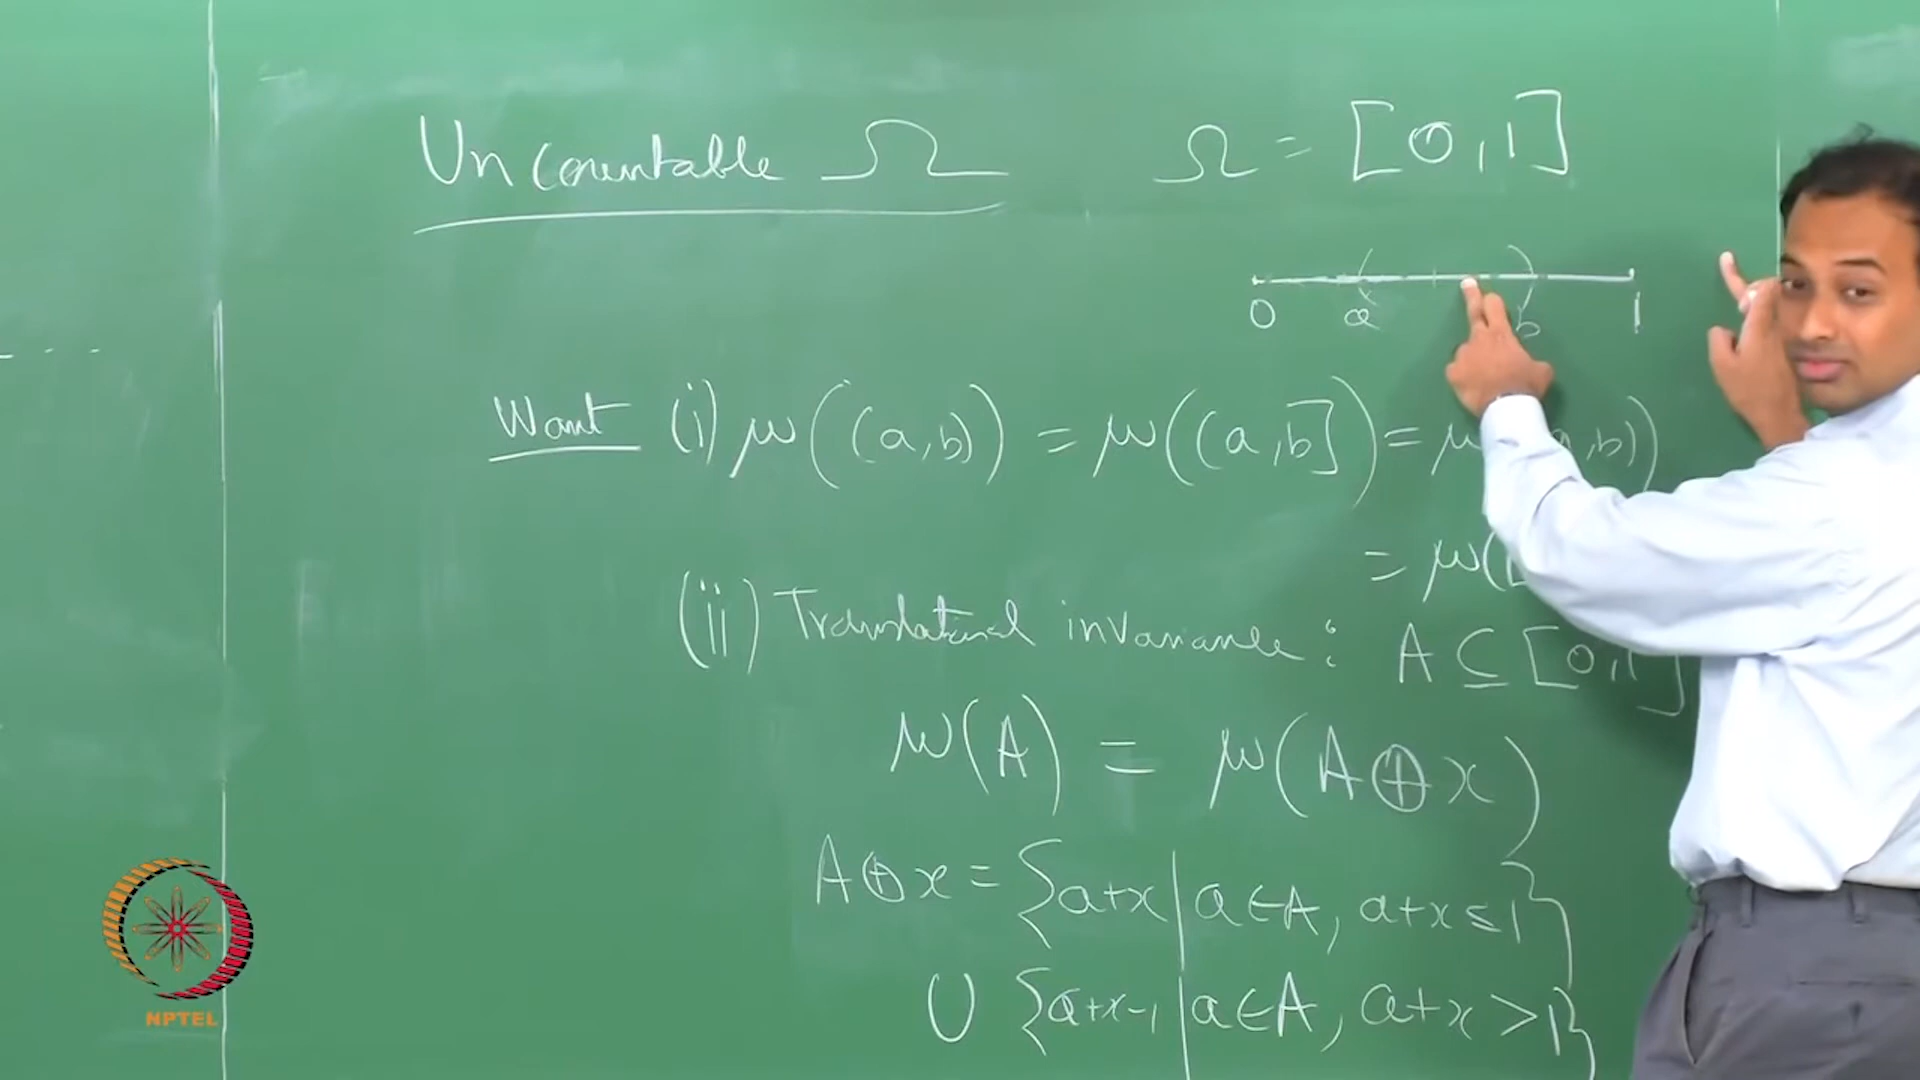 Uncountable Ω Ω = [0,1]
0 a b 1
Want (i) μ((a,b)) = μ((a,b]) = μ ,b))
= μ([
(ii) Translational invariance : A ⊆ [0,1]
μ(A) = μ(A⊕x)
A⊕x = {a+x | a∈A, a+x≤1}
∪ {a+x-1 | a∈A, a+x>1}
NPTEL